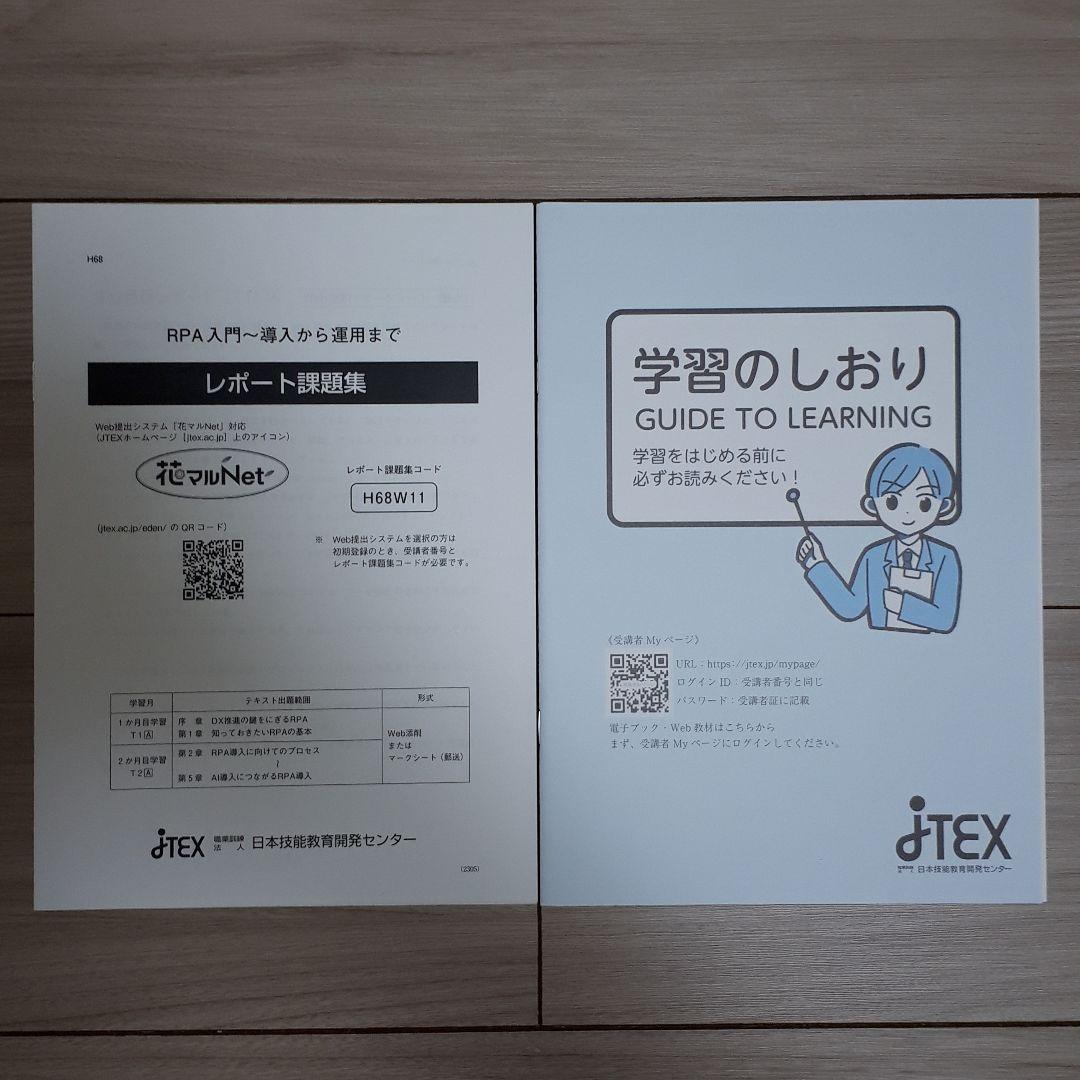 H68
RPA入門～導入から運用まで
レポート課題集
Web提出システム「花マルNet」対応
（JTEXホームページ［jtex.ac.jp］上のアイコン）
花マルNet
レポート課題集コード
H68W11
（jtex.ac.jp/eden/ のQRコード）
※ Web提出システムを選択の方は
初期登録のとき、受講者番号と
レポート課題集コードが必要です。
学習月 テキスト出題範囲 形式
1か月目学習 T1A 序 章 DX推進の鍵をにぎるRPA
第1章 知っておきたいRPAの基本
2か月目学習 T2A 第2章 RPA導入に向けてのプロセス
～
第5章 AI導入につながるRPA導入
Web添削
または
マークシート（郵送）
JTEX 職業訓練法人 日本技能教育開発センター
(2305)
学習のしおり
GUIDE TO LEARNING
学習をはじめる前に
必ずお読みください！
《受講者Myページ》
URL：https://jtex.jp/mypage/
ログインID：受講者番号と同じ
パスワード：受講者証に記載
電子ブック・Web教材はこちらから
まず、受講者Myページにログインしてください。
JTEX
職業訓練法人 日本技能教育開発センター